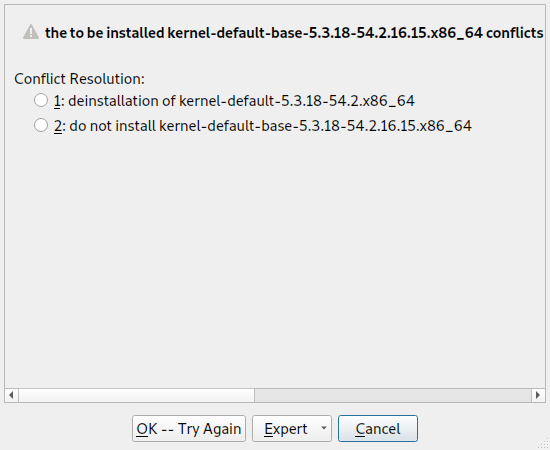 the to be installed kernel-default-base-5.3.18-54.2.16.15.x86_64 conflicts
Conflict Resolution:
1: deinstallation of kernel-default-5.3.18-54.2.x86_64
2: do not install kernel-default-base-5.3.18-54.2.16.15.x86_64
OK -- Try Again Expert Cancel